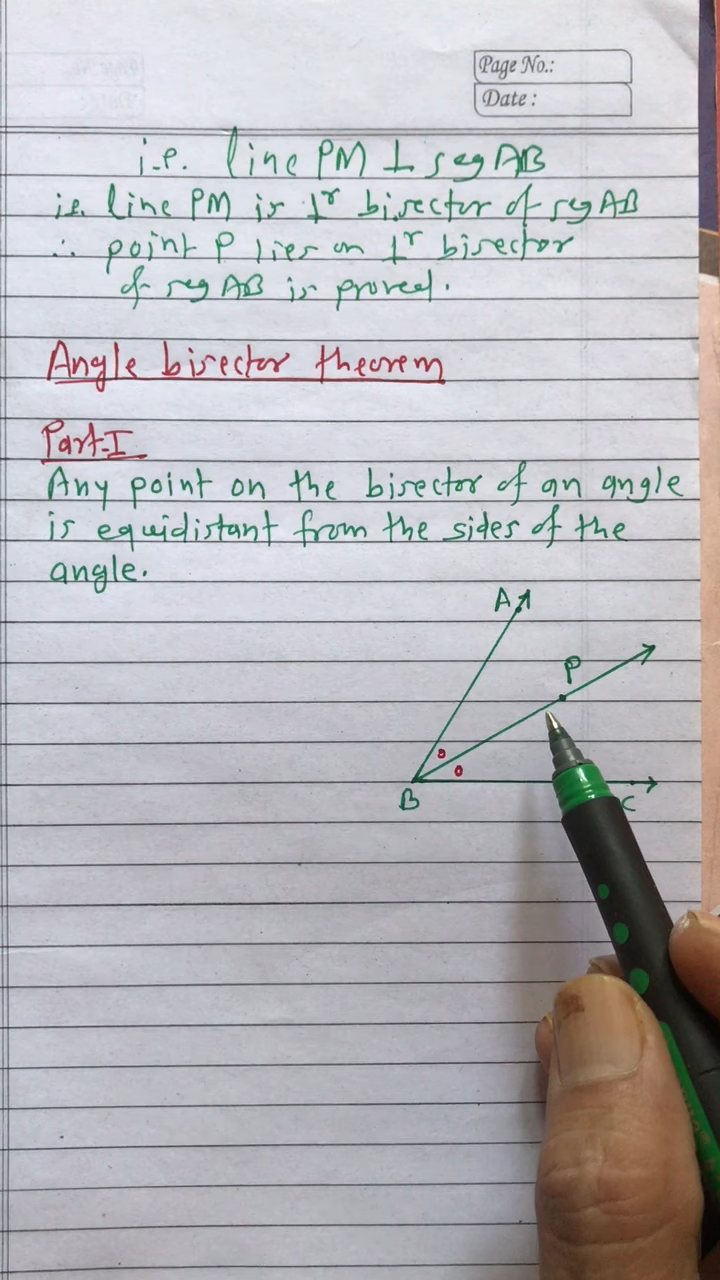 Page No.:
Date :
i.e. line PM ⊥ seg AB
i.e. line PM is ⊥r bisector of seg AB
∴ point P lies on ⊥r bisector
of seg AB is proved.
Angle bisector theorem
Part-I
Any point on the bisector of an angle
is equidistant from the sides of the
angle.
A
P
B
C